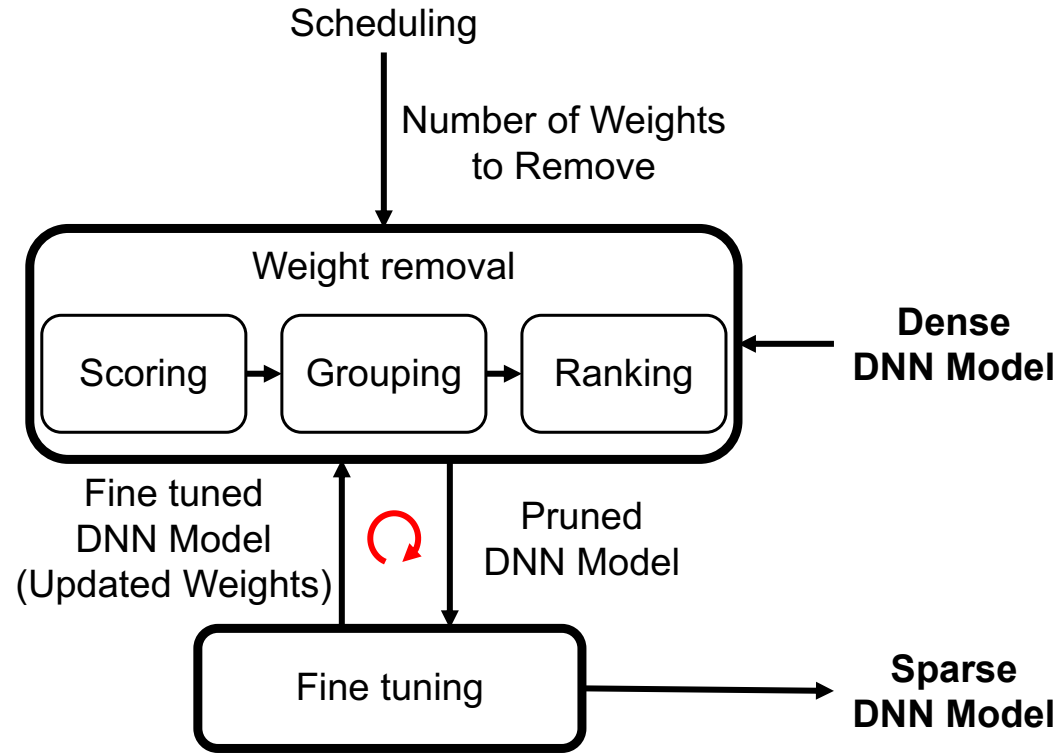 Scheduling
Number of Weights
to Remove
Weight removal
Scoring
Grouping
Ranking
Dense
DNN Model
Fine tuned
DNN Model
(Updated Weights)
Pruned
DNN Model
Fine tuning
Sparse
DNN Model